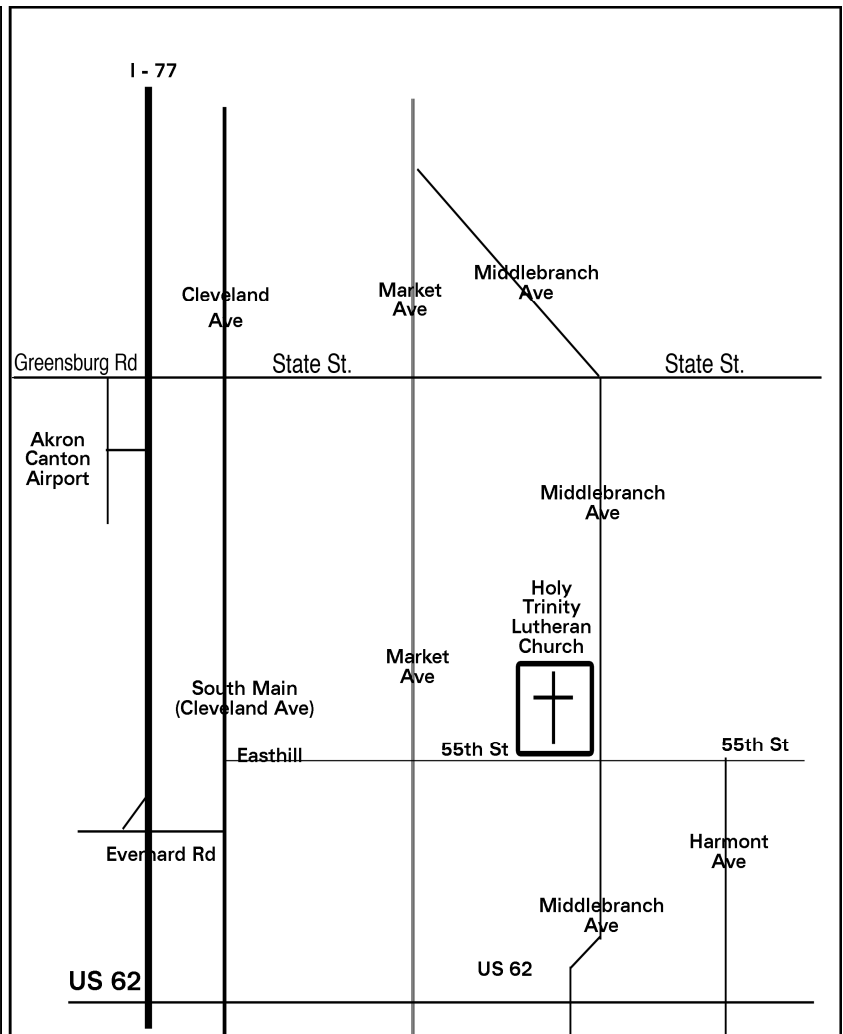 I - 77
Cleveland
Ave
Market
Ave
Middlebranch
Ave
Greensburg Rd
State St.
State St.
Akron
Canton
Airport
Middlebranch
Ave
Holy
Trinity
Lutheran
Church
Market
Ave
South Main
(Cleveland Ave)
Easthill
55th St
55th St
Everhard Rd
Harmont
Ave
Middlebranch
Ave
US 62
US 62